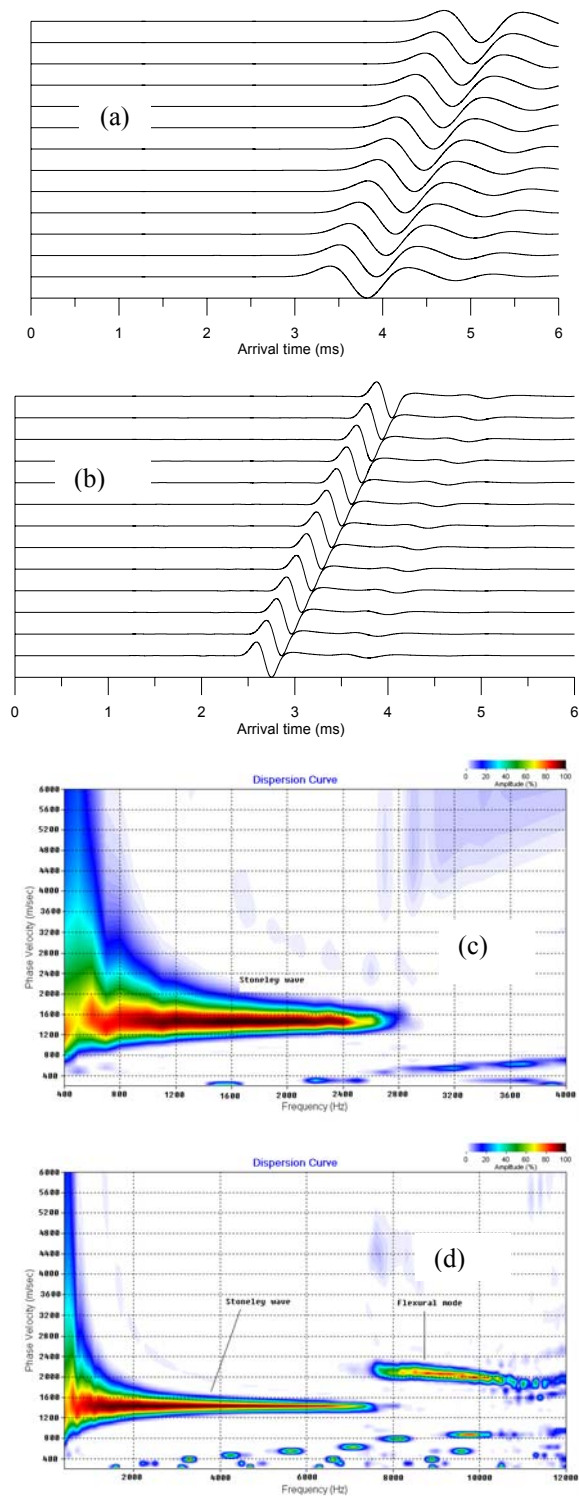 (a)
0 1 2 3 4 5 6
Arrival time (ms)
(b)
0 1 2 3 4 5 6
Arrival time (ms)
Dispersion Curve
0 20 40 60 80 100
Amplitude (%)
6000
5600
5200
4800
4400
4000
3600
3200
2800
2400
2000
1600
1200
800
400
Phase Velocity (m/sec)
(c)
Stoneley wave
400 800 1200 1600 2000 2400 2800 3200 3600 4000
Frequency (Hz)
Dispersion Curve
0 20 40 60 80 100
Amplitude (%)
6000
5600
5200
4800
4400
4000
3600
3200
2800
2400
2000
1600
1200
800
400
Phase Velocity (m/sec)
(d)
Stoneley wave
Flexural mode
2000 4000 6000 8000 10000 12000
Frequency (Hz)